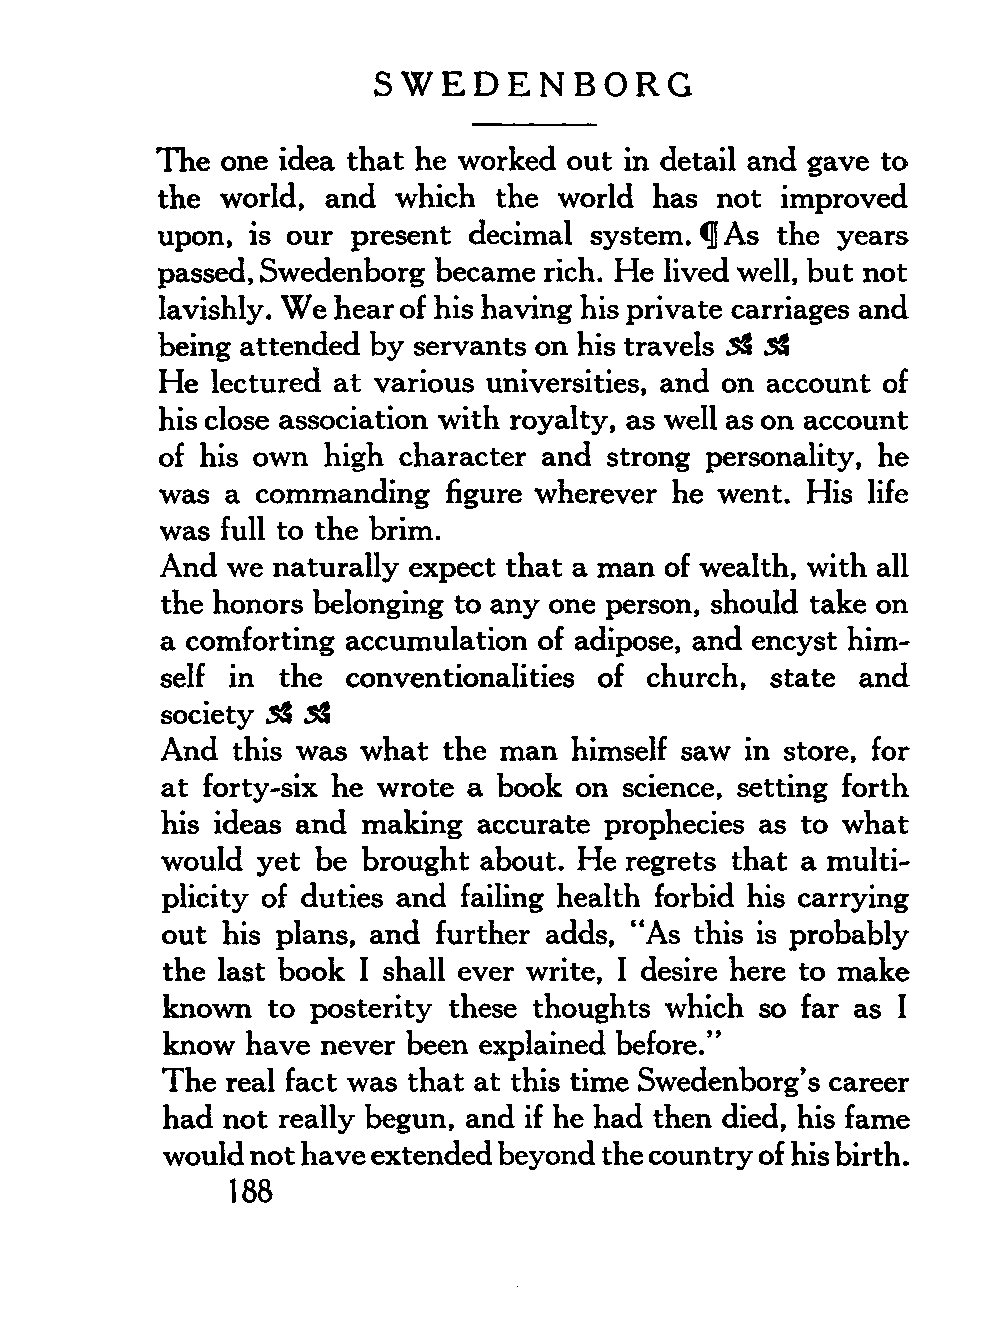 SWEDENBORG
The one idea that he worked out in detail and gave to
the world, and which the world has not improved
upon, is our present decimal system. ¶ As the years
passed, Swedenborg became rich. He lived well, but not
lavishly. We hear of his having his private carriages and
being attended by servants on his travels
He lectured at various universities, and on account of
his close association with royalty, as well as on account
of his own high character and strong personality, he
was a commanding figure wherever he went. His life
was full to the brim.
And we naturally expect that a man of wealth, with all
the honors belonging to any one person, should take on
a comforting accumulation of adipose, and encyst him-
self in the conventionalities of church, state and
society
And this was what the man himself saw in store, for
at forty-six he wrote a book on science, setting forth
his ideas and making accurate prophecies as to what
would yet be brought about. He regrets that a multi-
plicity of duties and failing health forbid his carrying
out his plans, and further adds, "As this is probably
the last book I shall ever write, I desire here to make
known to posterity these thoughts which so far as I
know have never been explained before."
The real fact was that at this time Swedenborg's career
had not really begun, and if he had then died, his fame
would not have extended beyond the country of his birth.
188